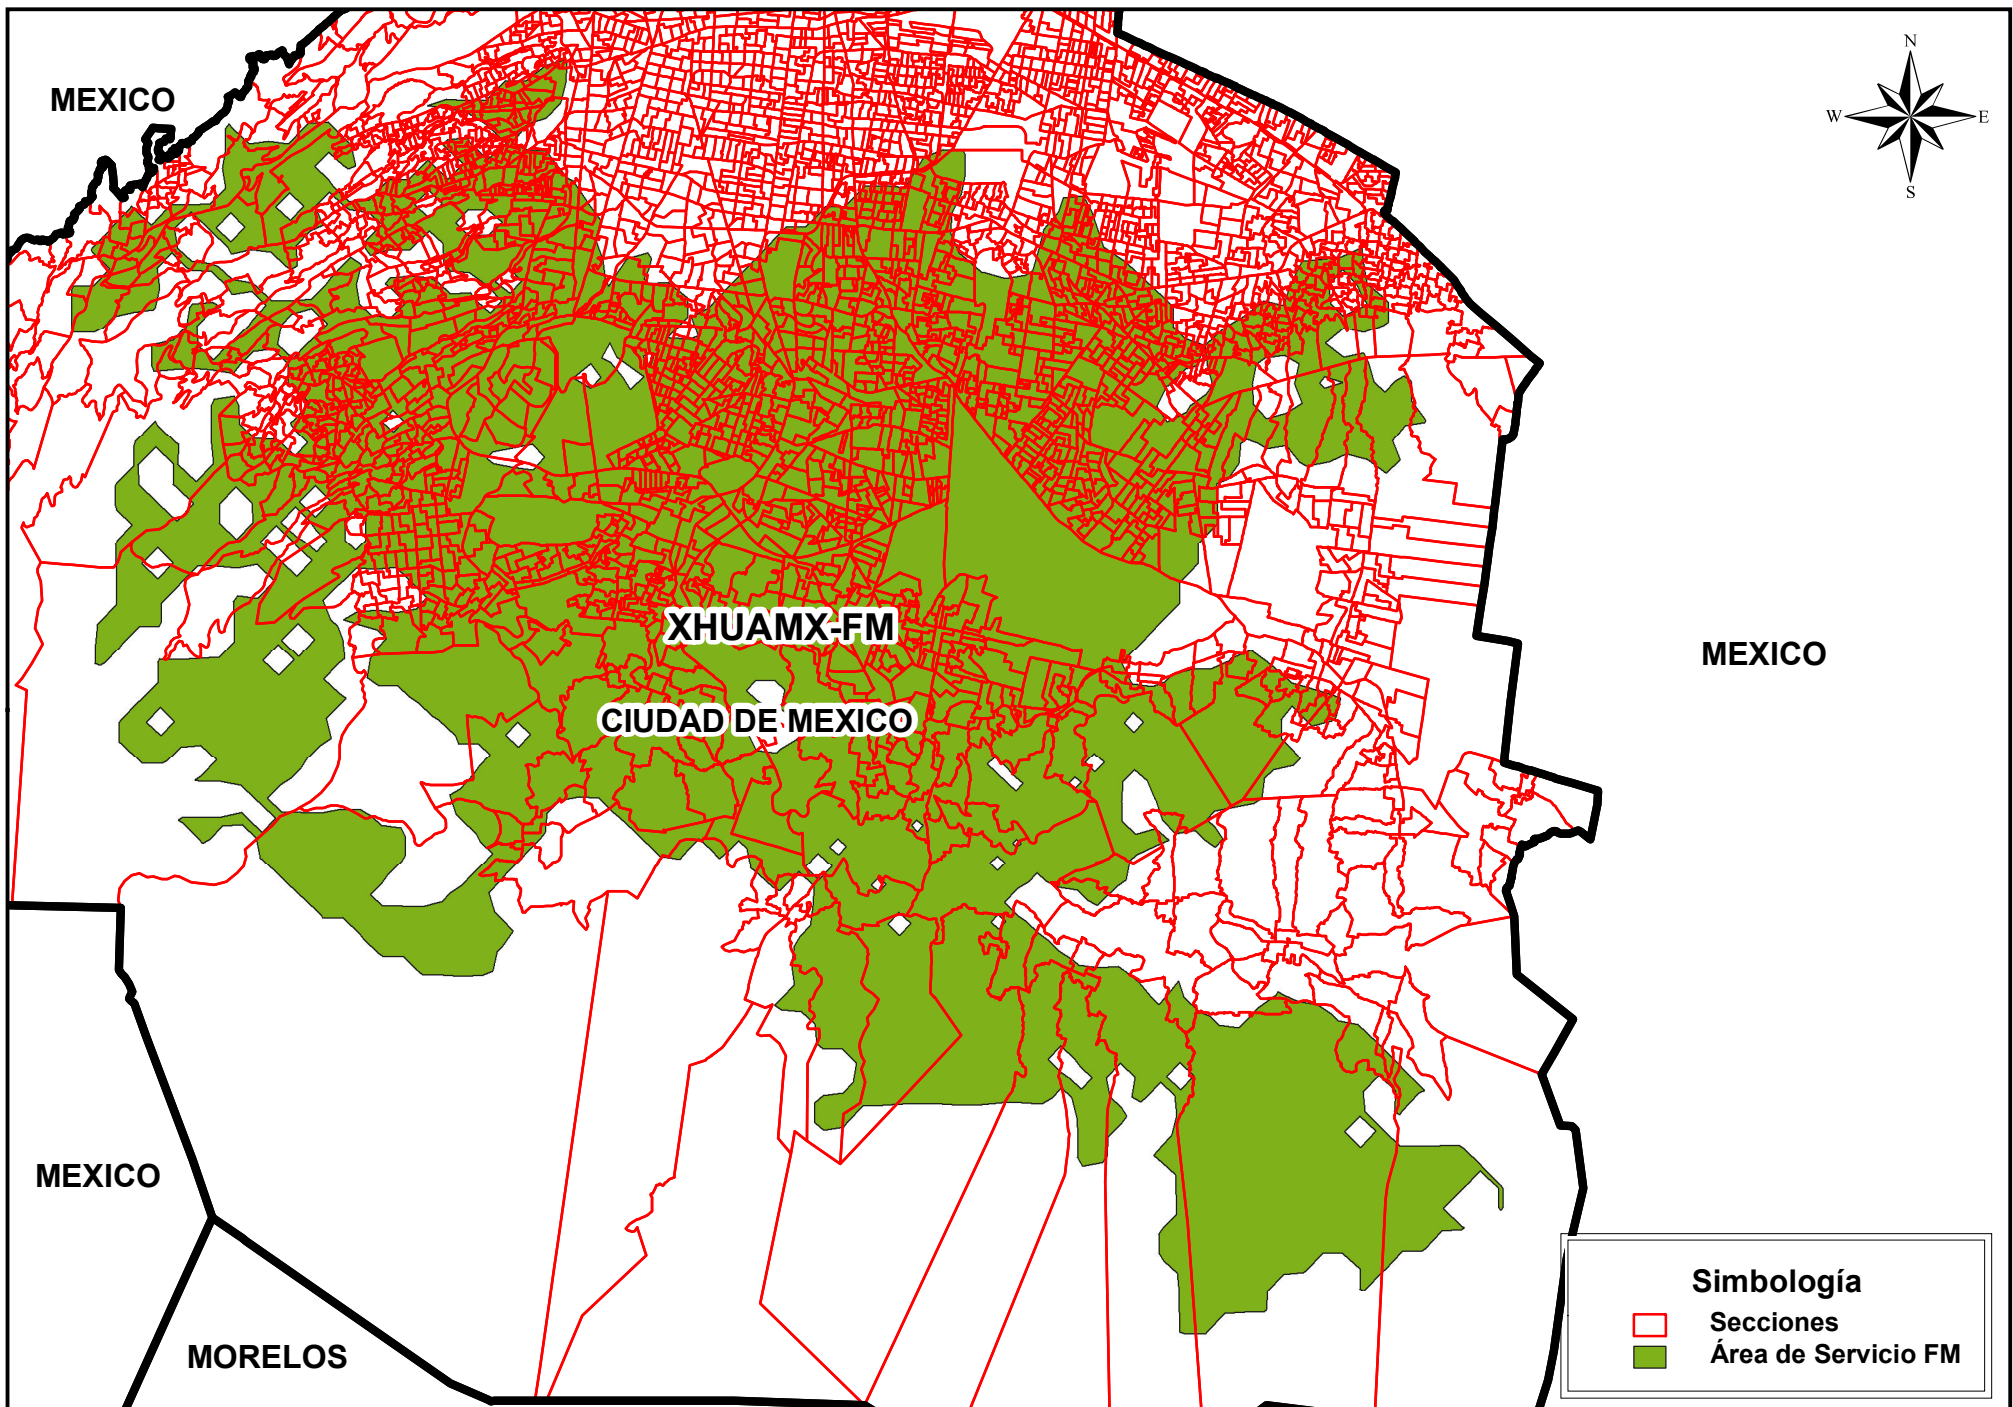 MEXICO
N
W
E
S
XHUAMX-FM
MEXICO
CIUDAD DE MEXICO
MEXICO
MORELOS
Simbología
Secciones
Área de Servicio FM